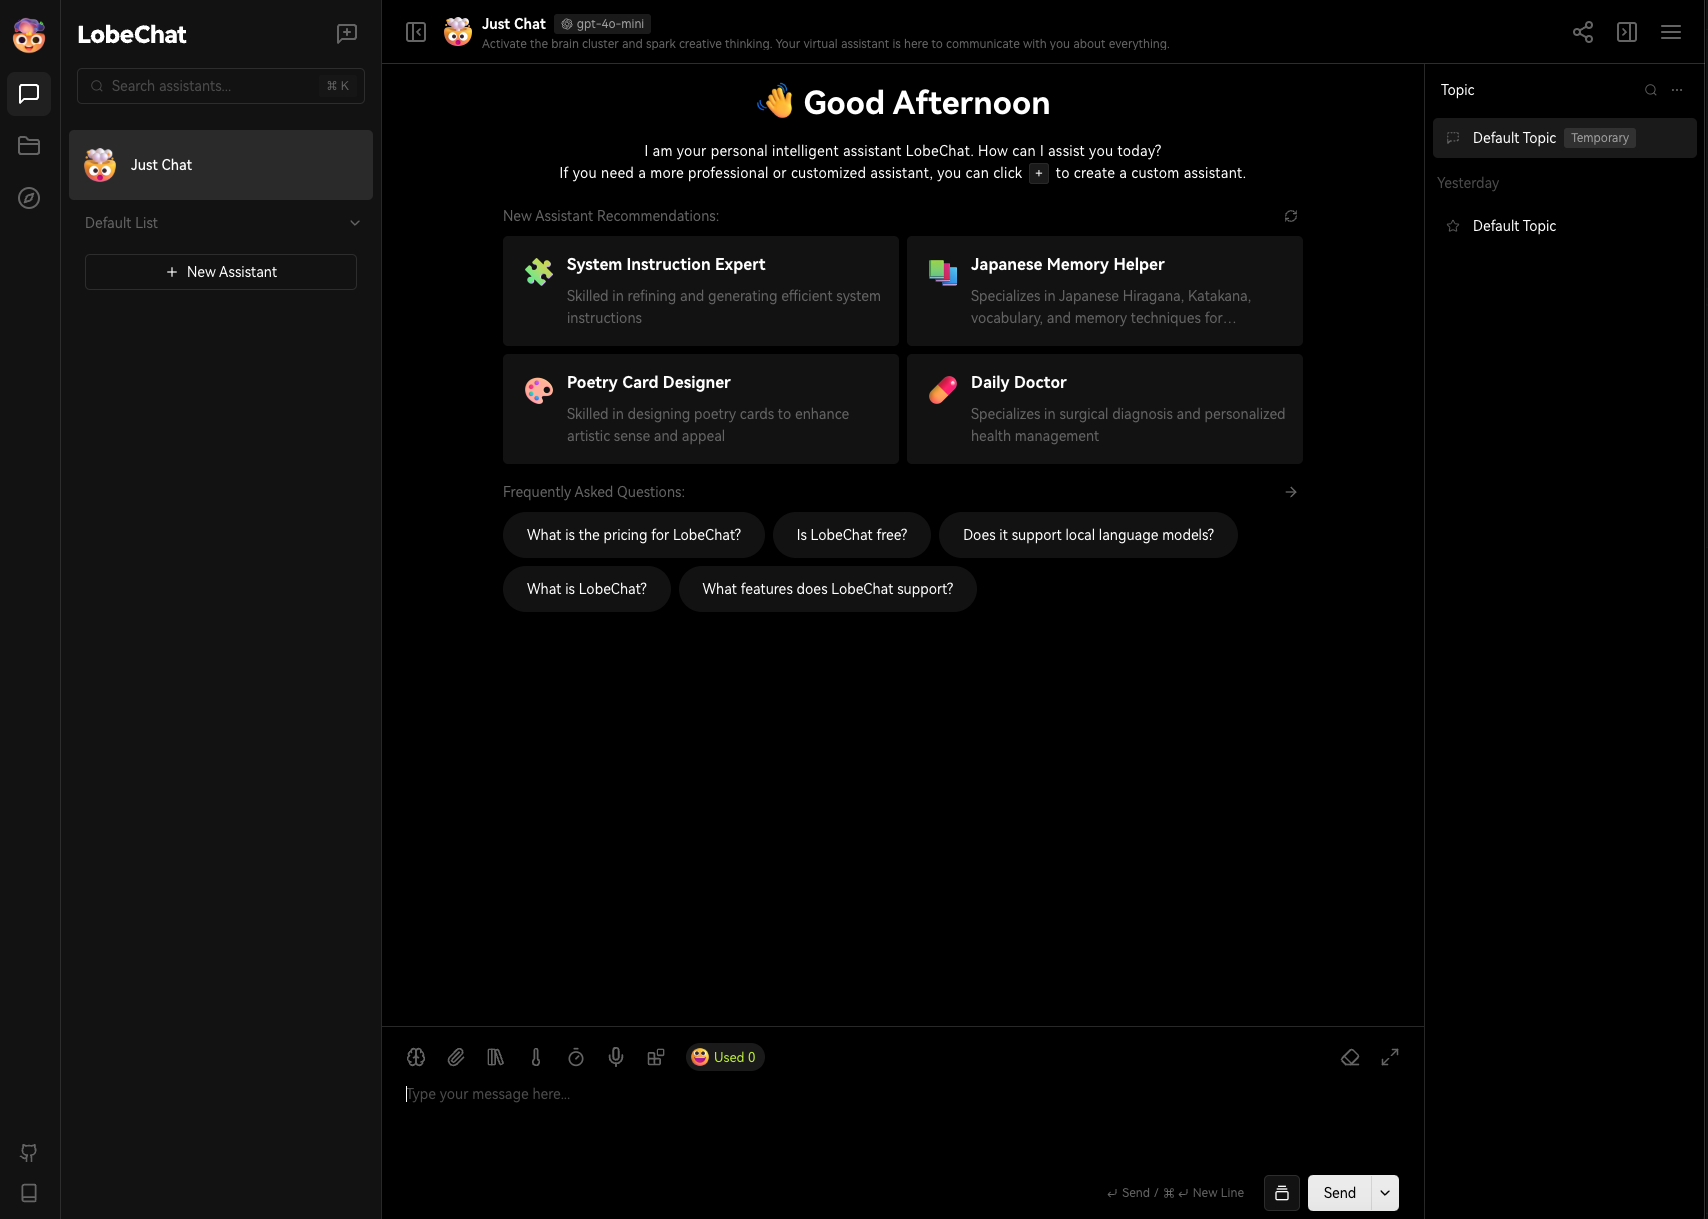 LobeChat
Search assistants...
⌘ K
Just Chat
Default List
+ New Assistant
Just Chat
gpt-4o-mini
Activate the brain cluster and spark creative thinking. Your virtual assistant is here to communicate with you about everything.
👋 Good Afternoon
I am your personal intelligent assistant LobeChat. How can I assist you today?
If you need a more professional or customized assistant, you can click + to create a custom assistant.
New Assistant Recommendations:
System Instruction Expert
Skilled in refining and generating efficient system
instructions
Japanese Memory Helper
Specializes in Japanese Hiragana, Katakana,
vocabulary, and memory techniques for…
Poetry Card Designer
Skilled in designing poetry cards to enhance
artistic sense and appeal
Daily Doctor
Specializes in surgical diagnosis and personalized
health management
Frequently Asked Questions:
What is the pricing for LobeChat?
Is LobeChat free?
Does it support local language models?
What is LobeChat?
What features does LobeChat support?
Used 0
Type your message here...
↵ Send / ⌘ ↵ New Line
Send
Topic
Default Topic
Temporary
Yesterday
Default Topic